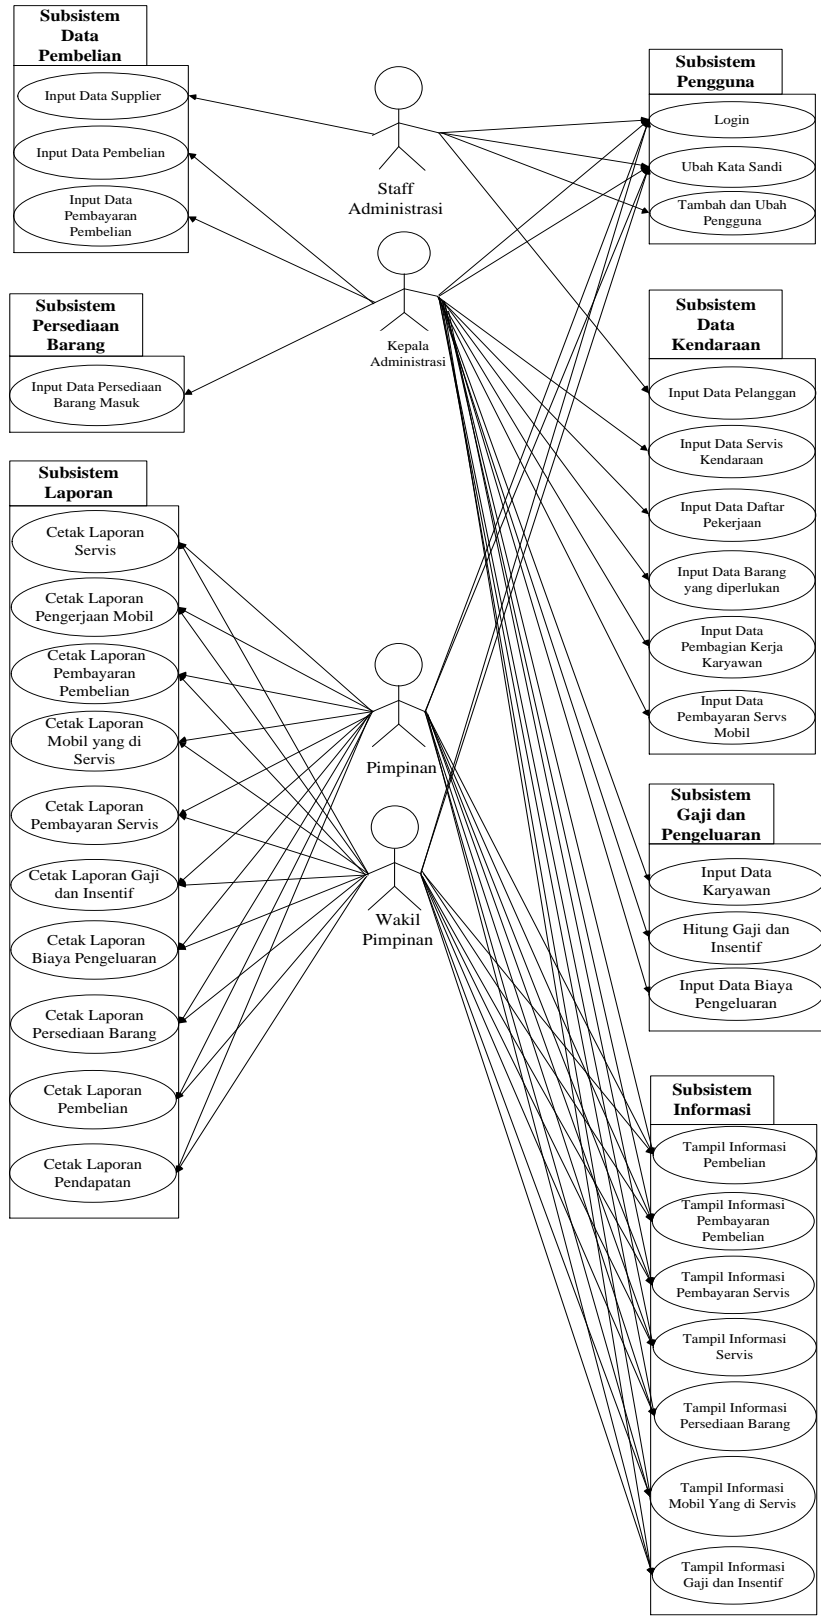 Subsistem
Data
Pembelian
Input Data Supplier
Input Data Pembelian
Input Data
Pembayaran
Pembelian
Subsistem
Persediaan
Barang
Input Data Persediaan
Barang Masuk
Subsistem
Laporan
Cetak Laporan
Servis
Cetak Laporan
Pengerjaan Mobil
Cetak Laporan
Pembayaran
Pembelian
Cetak Laporan
Mobil yang di
Servis
Cetak Laporan
Pembayaran Servis
Cetak Laporan Gaji
dan Insentif
Cetak Laporan
Biaya Pengeluaran
Cetak Laporan
Persediaan Barang
Cetak Laporan
Pembelian
Cetak Laporan
Pendapatan
Staff
Administrasi
Kepala
Administrasi
Pimpinan
Wakil
Pimpinan
Subsistem
Pengguna
Login
Ubah Kata Sandi
Tambah dan Ubah
Pengguna
Subsistem
Data
Kendaraan
Input Data Pelanggan
Input Data Servis
Kendaraan
Input Data Daftar
Pekerjaan
Input Data Barang
yang diperlukan
Input Data
Pembagian Kerja
Karyawan
Input Data
Pembayaran Servs
Mobil
Subsistem
Gaji dan
Pengeluaran
Input Data
Karyawan
Hitung Gaji dan
Insentif
Input Data Biaya
Pengeluaran
Subsistem
Informasi
Tampil Informasi
Pembelian
Tampil Informasi
Pembayaran
Pembelian
Tampil Informasi
Pembayaran Servis
Tampil Informasi
Servis
Tampil Informasi
Persediaan Barang
Tampil Informasi
Mobil Yang di Servis
Tampil Informasi
Gaji dan Insentif